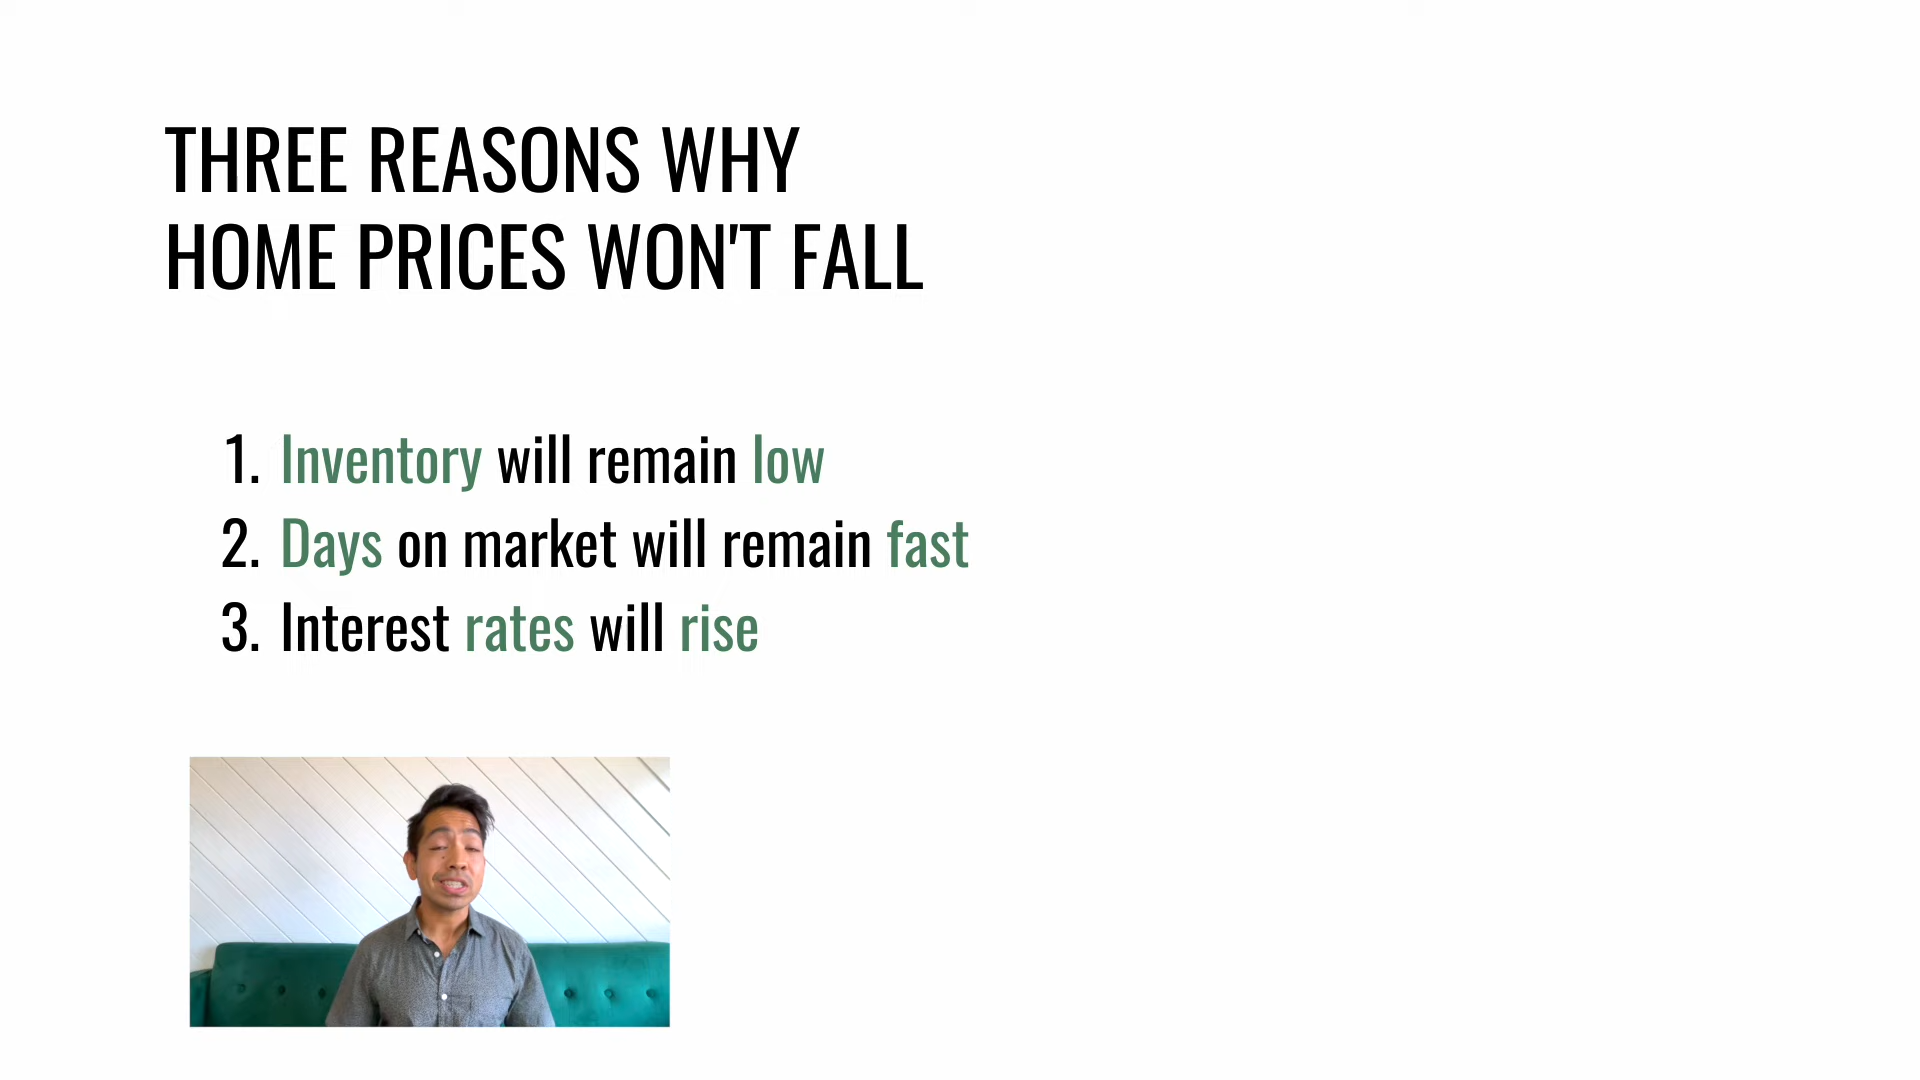 THREE REASONS WHY
HOME PRICES WON'T FALL
1. Inventory will remain low
2. Days on market will remain fast
3. Interest rates will rise